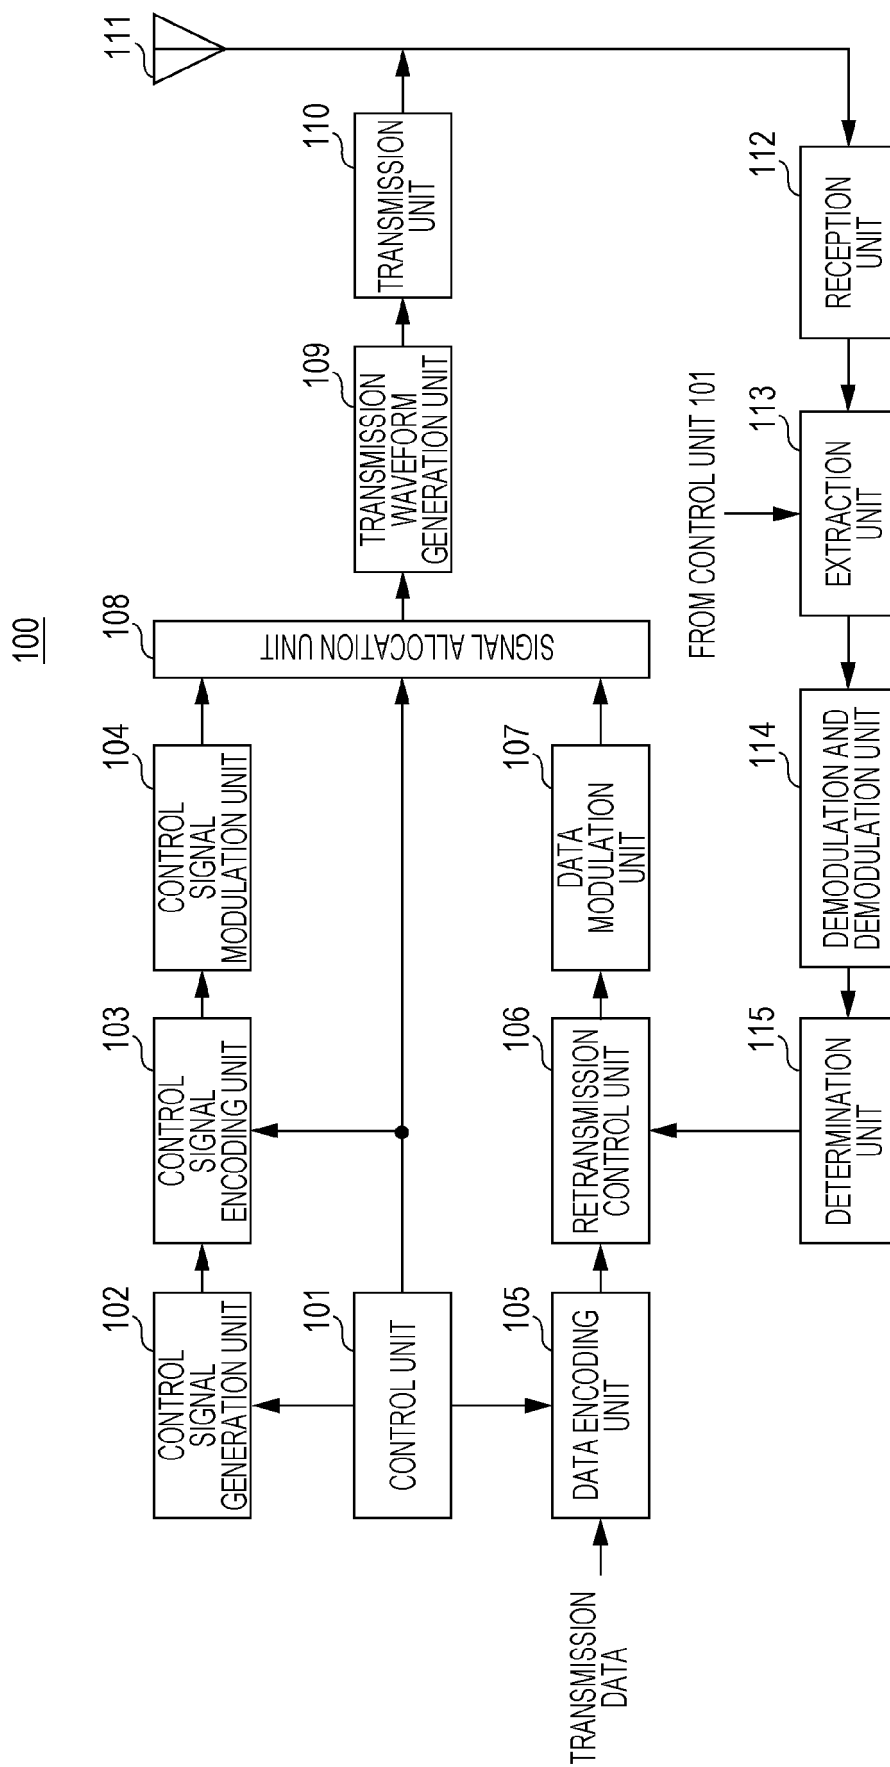 100
102
CONTROL
SIGNAL
GENERATION UNIT
103
CONTROL
SIGNAL
ENCODING UNIT
104
CONTROL
SIGNAL
MODULATION UNIT
108
SIGNAL ALLOCATION UNIT
111
101
CONTROL UNIT
109
TRANSMISSION
WAVEFORM
GENERATION UNIT
110
TRANSMISSION
UNIT
TRANSMISSION
DATA
105
DATA ENCODING
UNIT
106
RETRANSMISSION
CONTROL UNIT
107
DATA
MODULATION
UNIT
FROM CONTROL UNIT 101
115
DETERMINATION
UNIT
114
DEMODULATION AND
DEMODULATION UNIT
113
EXTRACTION
UNIT
112
RECEPTION
UNIT